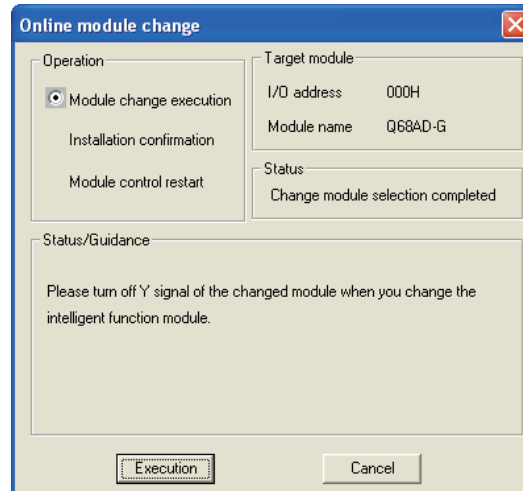 Online module change
Operation
Module change execution
Installation confirmation
Module control restart
Target module
I/O address 000H
Module name Q68AD-G
Status
Change module selection completed
Status/Guidance
Please turn off Y signal of the changed module when you change the
intelligent function module.
Execution
Cancel